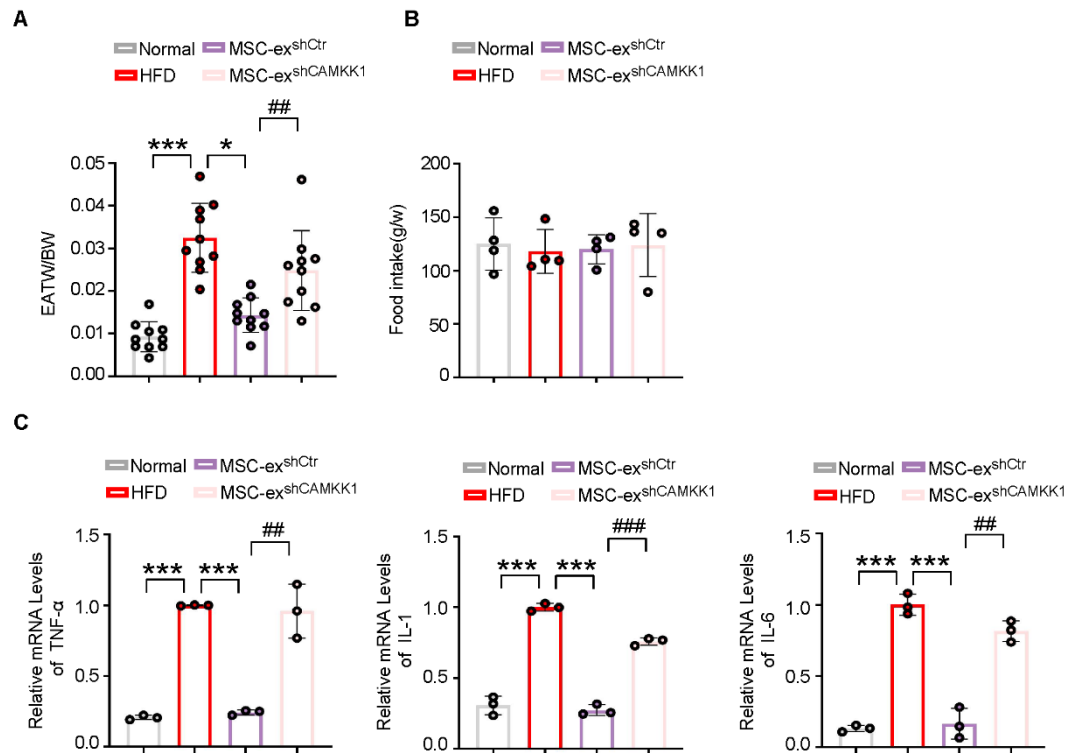 A
Normal MSC-exshCtr
HFD MSC-exshCAMKK1
##
*** *
EATW/BW
0.05
0.04
0.03
0.02
0.01
0.00
B
Normal MSC-exshCtr
HFD MSC-exshCAMKK1
Food intake(g/w)
200
150
100
50
0
C
Normal MSC-exshCtr
HFD MSC-exshCAMKK1
##
*** ***
Relative mRNA Levels
of TNF-α
1.5
1.0
0.5
0.0
Normal MSC-exshCtr
HFD MSC-exshCAMKK1
###
*** ***
Relative mRNA Levels
of IL-1
1.5
1.0
0.5
0.0
Normal MSC-exshCtr
HFD MSC-exshCAMKK1
##
*** ***
Relative mRNA Levels
of IL-6
1.5
1.0
0.5
0.0